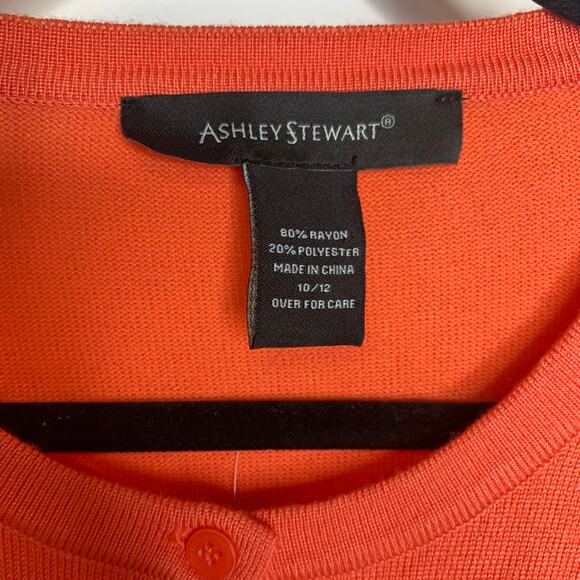 ASHLEY STEWART®
80% RAYON
20% POLYESTER
MADE IN CHINA
10/12
OVER FOR CARE